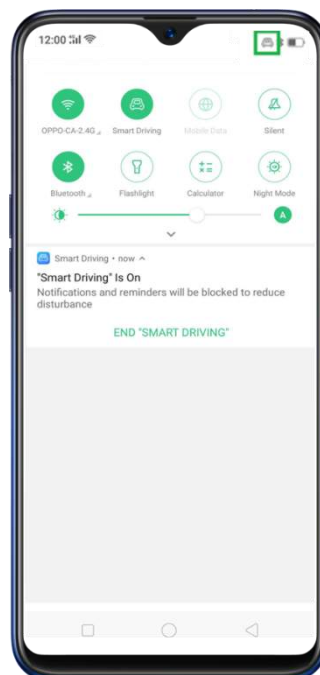 12:00
OPPO-CA-2.4G
Smart Driving
Mobile Data
Silent
Bluetooth
Flashlight
Calculator
Night Mode
A
Smart Driving • now
"Smart Driving" Is On
Notifications and reminders will be blocked to reduce
disturbance
END "SMART DRIVING"